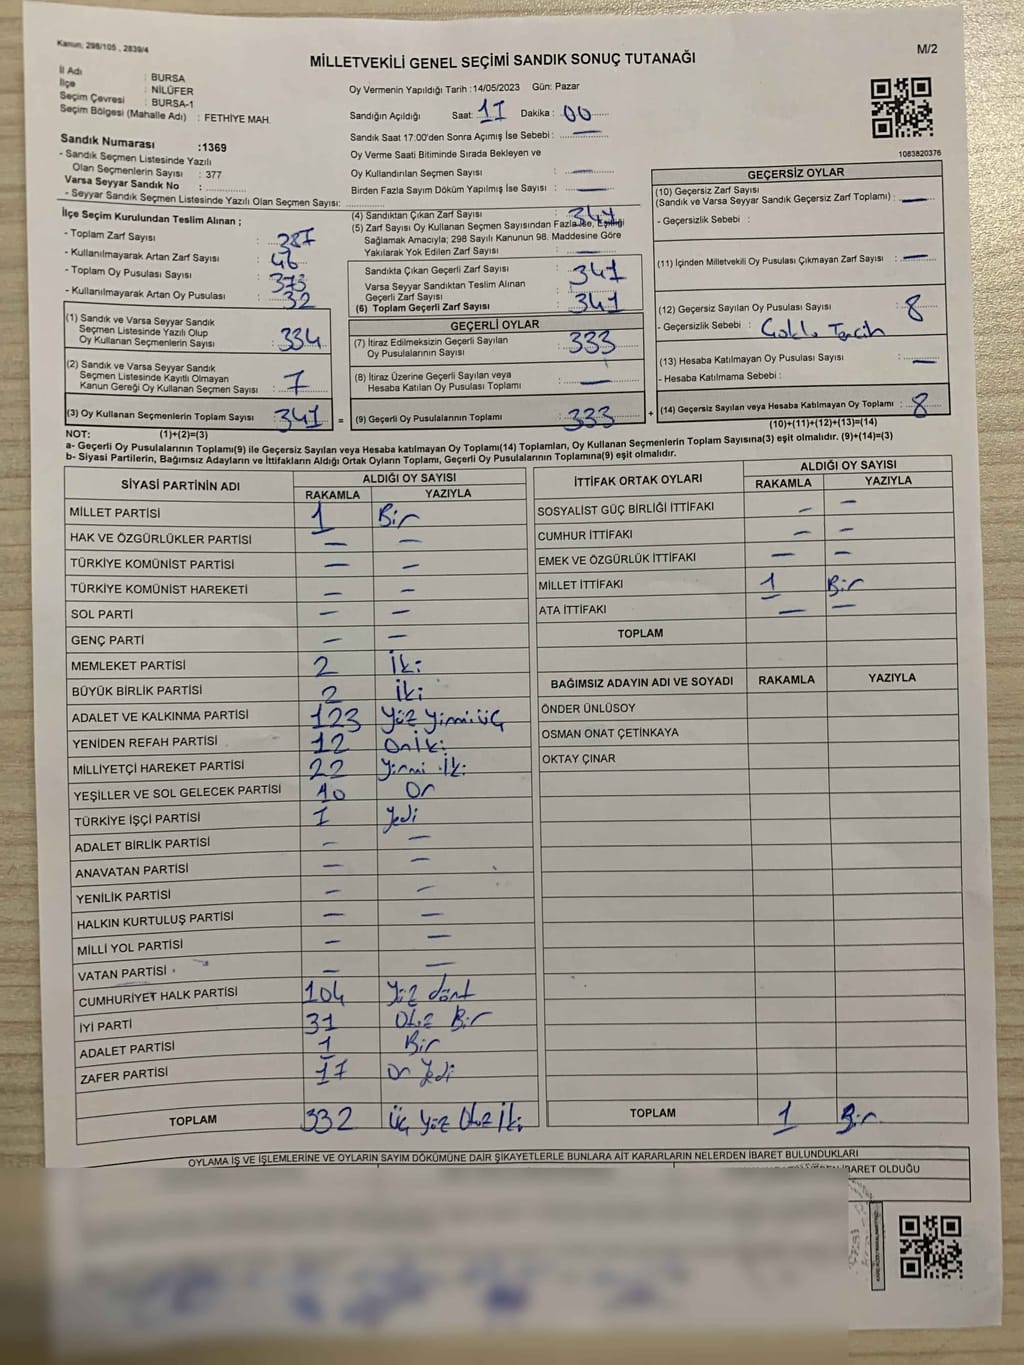 Kanun: 298/105 , 2839/4
M/2
MİLLETVEKİLİ GENEL SEÇİMİ SANDIK SONUÇ TUTANAĞI
İl Adı : BURSA
İlçe : NİLÜFER
Seçim Çevresi : BURSA-1
Seçim Bölgesi (Mahalle Adı) : FETHİYE MAH.
Oy Vermenin Yapıldığı Tarih :14/05/2023 Gün: Pazar
Sandığın Açıldığı Saat: 17 Dakika : 00
Sandık Saat 17:00'den Sonra Açımış İse Sebebi : —
Oy Verme Saati Bitiminde Sırada Bekleyen ve
Oy Kullandırılan Seçmen Sayısı : —
Birden Fazla Sayım Döküm Yapılmış İse Sayısı : —
1083820376
Sandık Numarası :1369
- Sandık Seçmen Listesinde Yazılı
Olan Seçmenlerin Sayısı : 377
Varsa Seyyar Sandık No :
- Seyyar Sandık Seçmen Listesinde Yazılı Olan Seçmen Sayısı:
İlçe Seçim Kurulundan Teslim Alınan ;
- Toplam Zarf Sayısı : 387
- Kullanılmayarak Artan Zarf Sayısı : 46
- Toplam Oy Pusulası Sayısı : 373
- Kullanılmayarak Artan Oy Pusulası : 32
(1) Sandık ve Varsa Seyyar Sandık
Seçmen Listesinde Yazılı Olup
Oy Kullanan Seçmenlerin Sayısı : 334
(2) Sandık ve Varsa Seyyar Sandık
Seçmen Listesinde Kayıtlı Olmayan
Kanun Gereği Oy Kullanan Seçmen Sayısı : 7
(3) Oy Kullanan Seçmenlerin Toplam Sayısı : 341
(1)+(2)=(3)
(4) Sandıktan Çıkan Zarf Sayısı : 341
(5) Zarf Sayısı Oy Kullanan Seçmen Sayısından Fazla ise, Eşitliği
Sağlamak Amacıyla; 298 Sayılı Kanunun 98. Maddesine Göre
Yakılarak Yok Edilen Zarf Sayısı : —
Sandıkta Çıkan Geçerli Zarf Sayısı : 341
Varsa Seyyar Sandıktan Teslim Alınan
Geçerli Zarf Sayısı : —
(6) Toplam Geçerli Zarf Sayısı : 341
GEÇERLİ OYLAR
(7) İtiraz Edilmeksizin Geçerli Sayılan
Oy Pusulalarının Sayısı : 333
(8) İtiraz Üzerine Geçerli Sayılan veya
Hesaba Katılan Oy Pusulası Toplamı : —
= (9) Geçerli Oy Pusulalarının Toplamı : 333
GEÇERSİZ OYLAR
(10) Geçersiz Zarf Sayısı
(Sandık ve Varsa Seyyar Sandık Geçersiz Zarf Toplamı) : —
- Geçersizlik Sebebi :
(11) İçinden Milletvekili Oy Pusulası Çıkmayan Zarf Sayısı : —
(12) Geçersiz Sayılan Oy Pusulası Sayısı : 8
- Geçersizlik Sebebi : Çoklu Tercih
(13) Hesaba Katılmayan Oy Pusulası Sayısı : —
- Hesaba Katılmama Sebebi :
+ (14) Geçersiz Sayılan veya Hesaba Katılmayan Oy Toplamı : 8
(10)+(11)+(12)+(13)=(14)
NOT:
a- Geçerli Oy Pusulalarının Toplamı(9) ile Geçersiz Sayılan veya Hesaba katılmayan Oy Toplamı(14) Toplamları, Oy Kullanan Seçmenlerin Toplam Sayısına(3) eşit olmalıdır. (9)+(14)=(3)
b- Siyasi Partilerin, Bağımsız Adayların ve İttifakların Aldığı Ortak Oyların Toplamı, Geçerli Oy Pusulalarının Toplamına(9) eşit olmalıdır.
SİYASİ PARTİNİN ADI ALDIĞI OY SAYISI
RAKAMLA YAZIYLA
MİLLET PARTİSİ 1 Bir
HAK VE ÖZGÜRLÜKLER PARTİSİ — —
TÜRKİYE KOMÜNİST PARTİSİ — —
TÜRKİYE KOMÜNİST HAREKETİ — —
SOL PARTİ — —
GENÇ PARTİ — —
MEMLEKET PARTİSİ 2 İki
BÜYÜK BİRLİK PARTİSİ 2 İki
ADALET VE KALKINMA PARTİSİ 123 Yüz Yirmi üç
YENİDEN REFAH PARTİSİ 12 On iki
MİLLİYETÇİ HAREKET PARTİSİ 22 Yirmi İki
YEŞİLLER VE SOL GELECEK PARTİSİ 10 On
TÜRKİYE İŞÇİ PARTİSİ 7 Yedi
ADALET BİRLİK PARTİSİ — —
ANAVATAN PARTİSİ — —
YENİLİK PARTİSİ — —
HALKIN KURTULUŞ PARTİSİ — —
MİLLİ YOL PARTİSİ — —
VATAN PARTİSİ — —
CUMHURİYET HALK PARTİSİ 104 Yüz dört
İYİ PARTİ 31 Otuz Bir
ADALET PARTİSİ 1 Bir
ZAFER PARTİSİ 17 On Yedi
TOPLAM 332 Üç Yüz Otuz İki
İTTİFAK ORTAK OYLARI ALDIĞI OY SAYISI
RAKAMLA YAZIYLA
SOSYALİST GÜÇ BİRLİĞİ İTTİFAKI — —
CUMHUR İTTİFAKI — —
EMEK VE ÖZGÜRLÜK İTTİFAKI — —
MİLLET İTTİFAKI 1 Bir
ATA İTTİFAKI — —
TOPLAM
BAĞIMSIZ ADAYIN ADI VE SOYADI RAKAMLA YAZIYLA
ÖNDER ÜNLÜSOY
OSMAN ONAT ÇETİNKAYA
OKTAY ÇINAR
TOPLAM 1 Bir
OYLAMA İŞ VE İŞLEMLERİNE VE OYLARIN SAYIM DÖKÜMÜNE DAİR ŞİKAYETLERLE BUNLARA AİT KARARLARIN NELERDEN İBARET BULUNDUKLARI
İBARET OLDUĞU